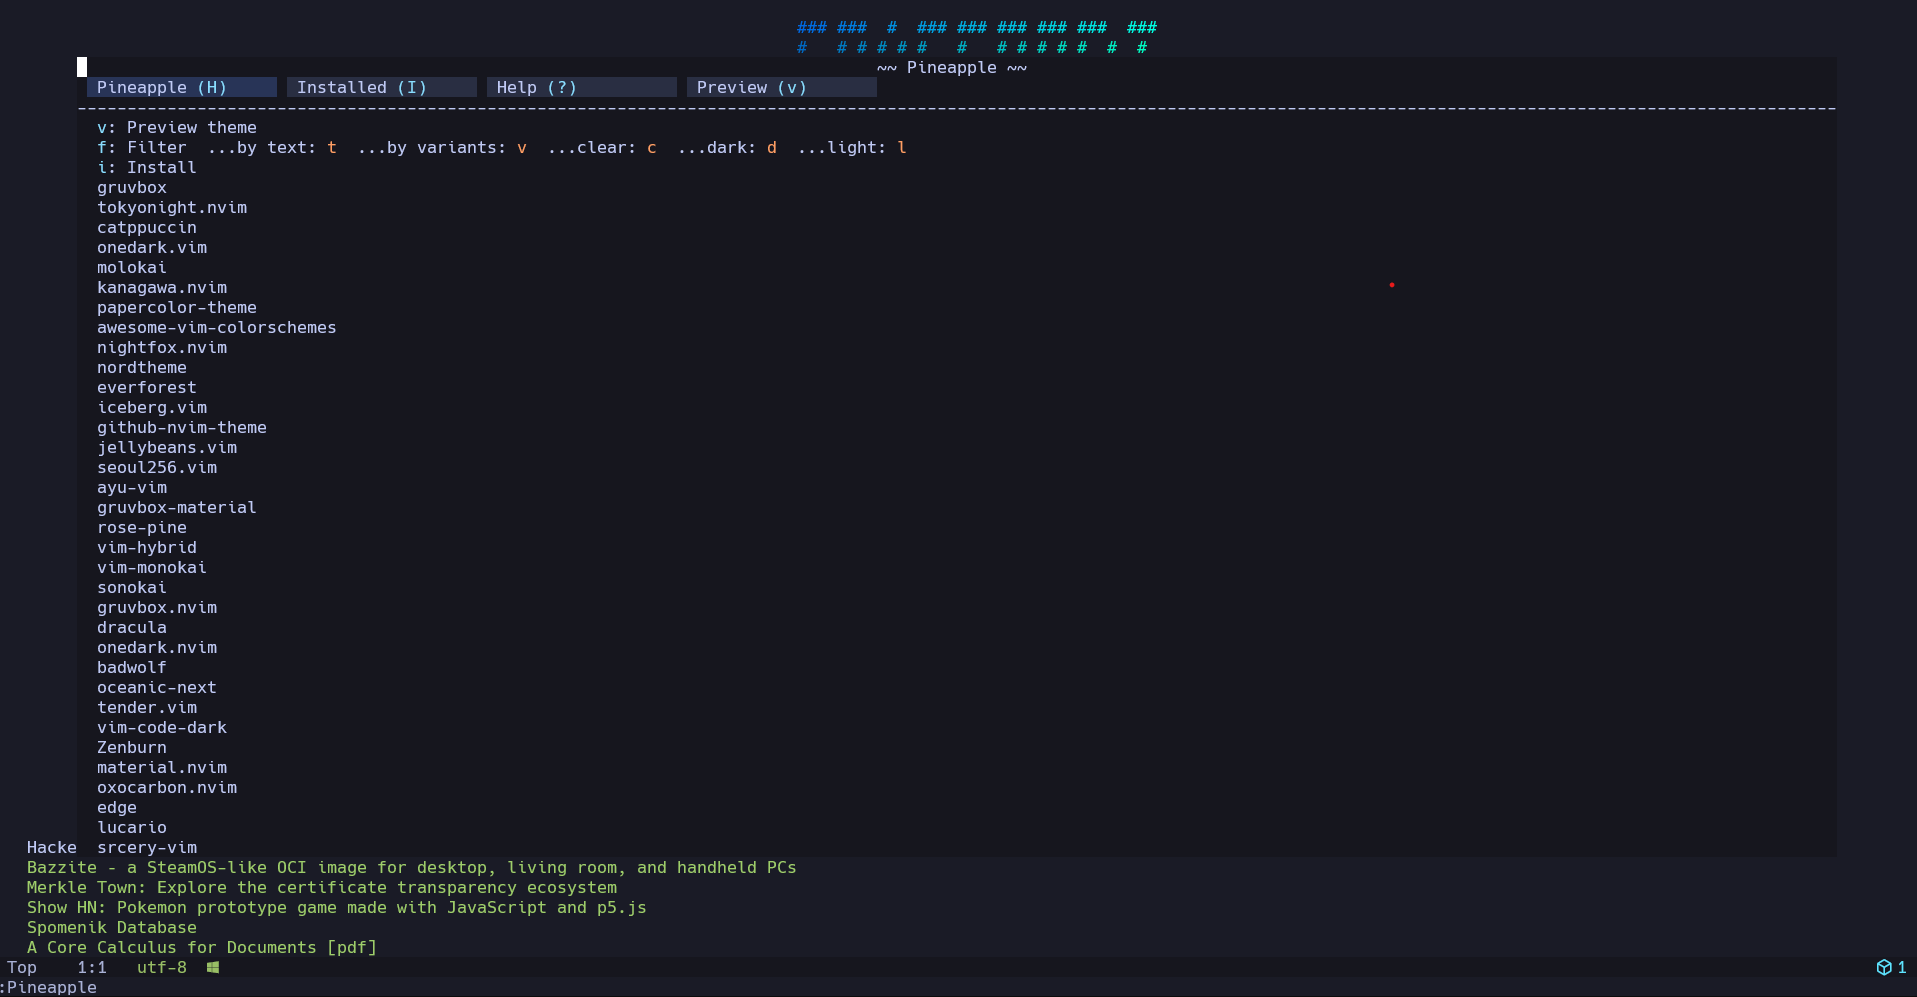 ### ###  #  ### ### ### ### ###  ###
#   # # # # #   #   # # # # #  #  #
~~ Pineapple ~~
Pineapple (H)  Installed (I)  Help (?)  Preview (v)
v: Preview theme
f: Filter  ...by text: t  ...by variants: v  ...clear: c  ...dark: d  ...light: l
i: Install
gruvbox
tokyonight.nvim
catppuccin
onedark.vim
molokai
kanagawa.nvim
papercolor-theme
awesome-vim-colorschemes
nightfox.nvim
nordtheme
everforest
iceberg.vim
github-nvim-theme
jellybeans.vim
seoul256.vim
ayu-vim
gruvbox-material
rose-pine
vim-hybrid
vim-monokai
sonokai
gruvbox.nvim
dracula
onedark.nvim
badwolf
oceanic-next
tender.vim
vim-code-dark
Zenburn
material.nvim
oxocarbon.nvim
edge
lucario
Hacke  srcery-vim
Bazzite - a SteamOS-like OCI image for desktop, living room, and handheld PCs
Merkle Town: Explore the certificate transparency ecosystem
Show HN: Pokemon prototype game made with JavaScript and p5.js
Spomenik Database
A Core Calculus for Documents [pdf]
Top    1:1   utf-8    1
:Pineapple